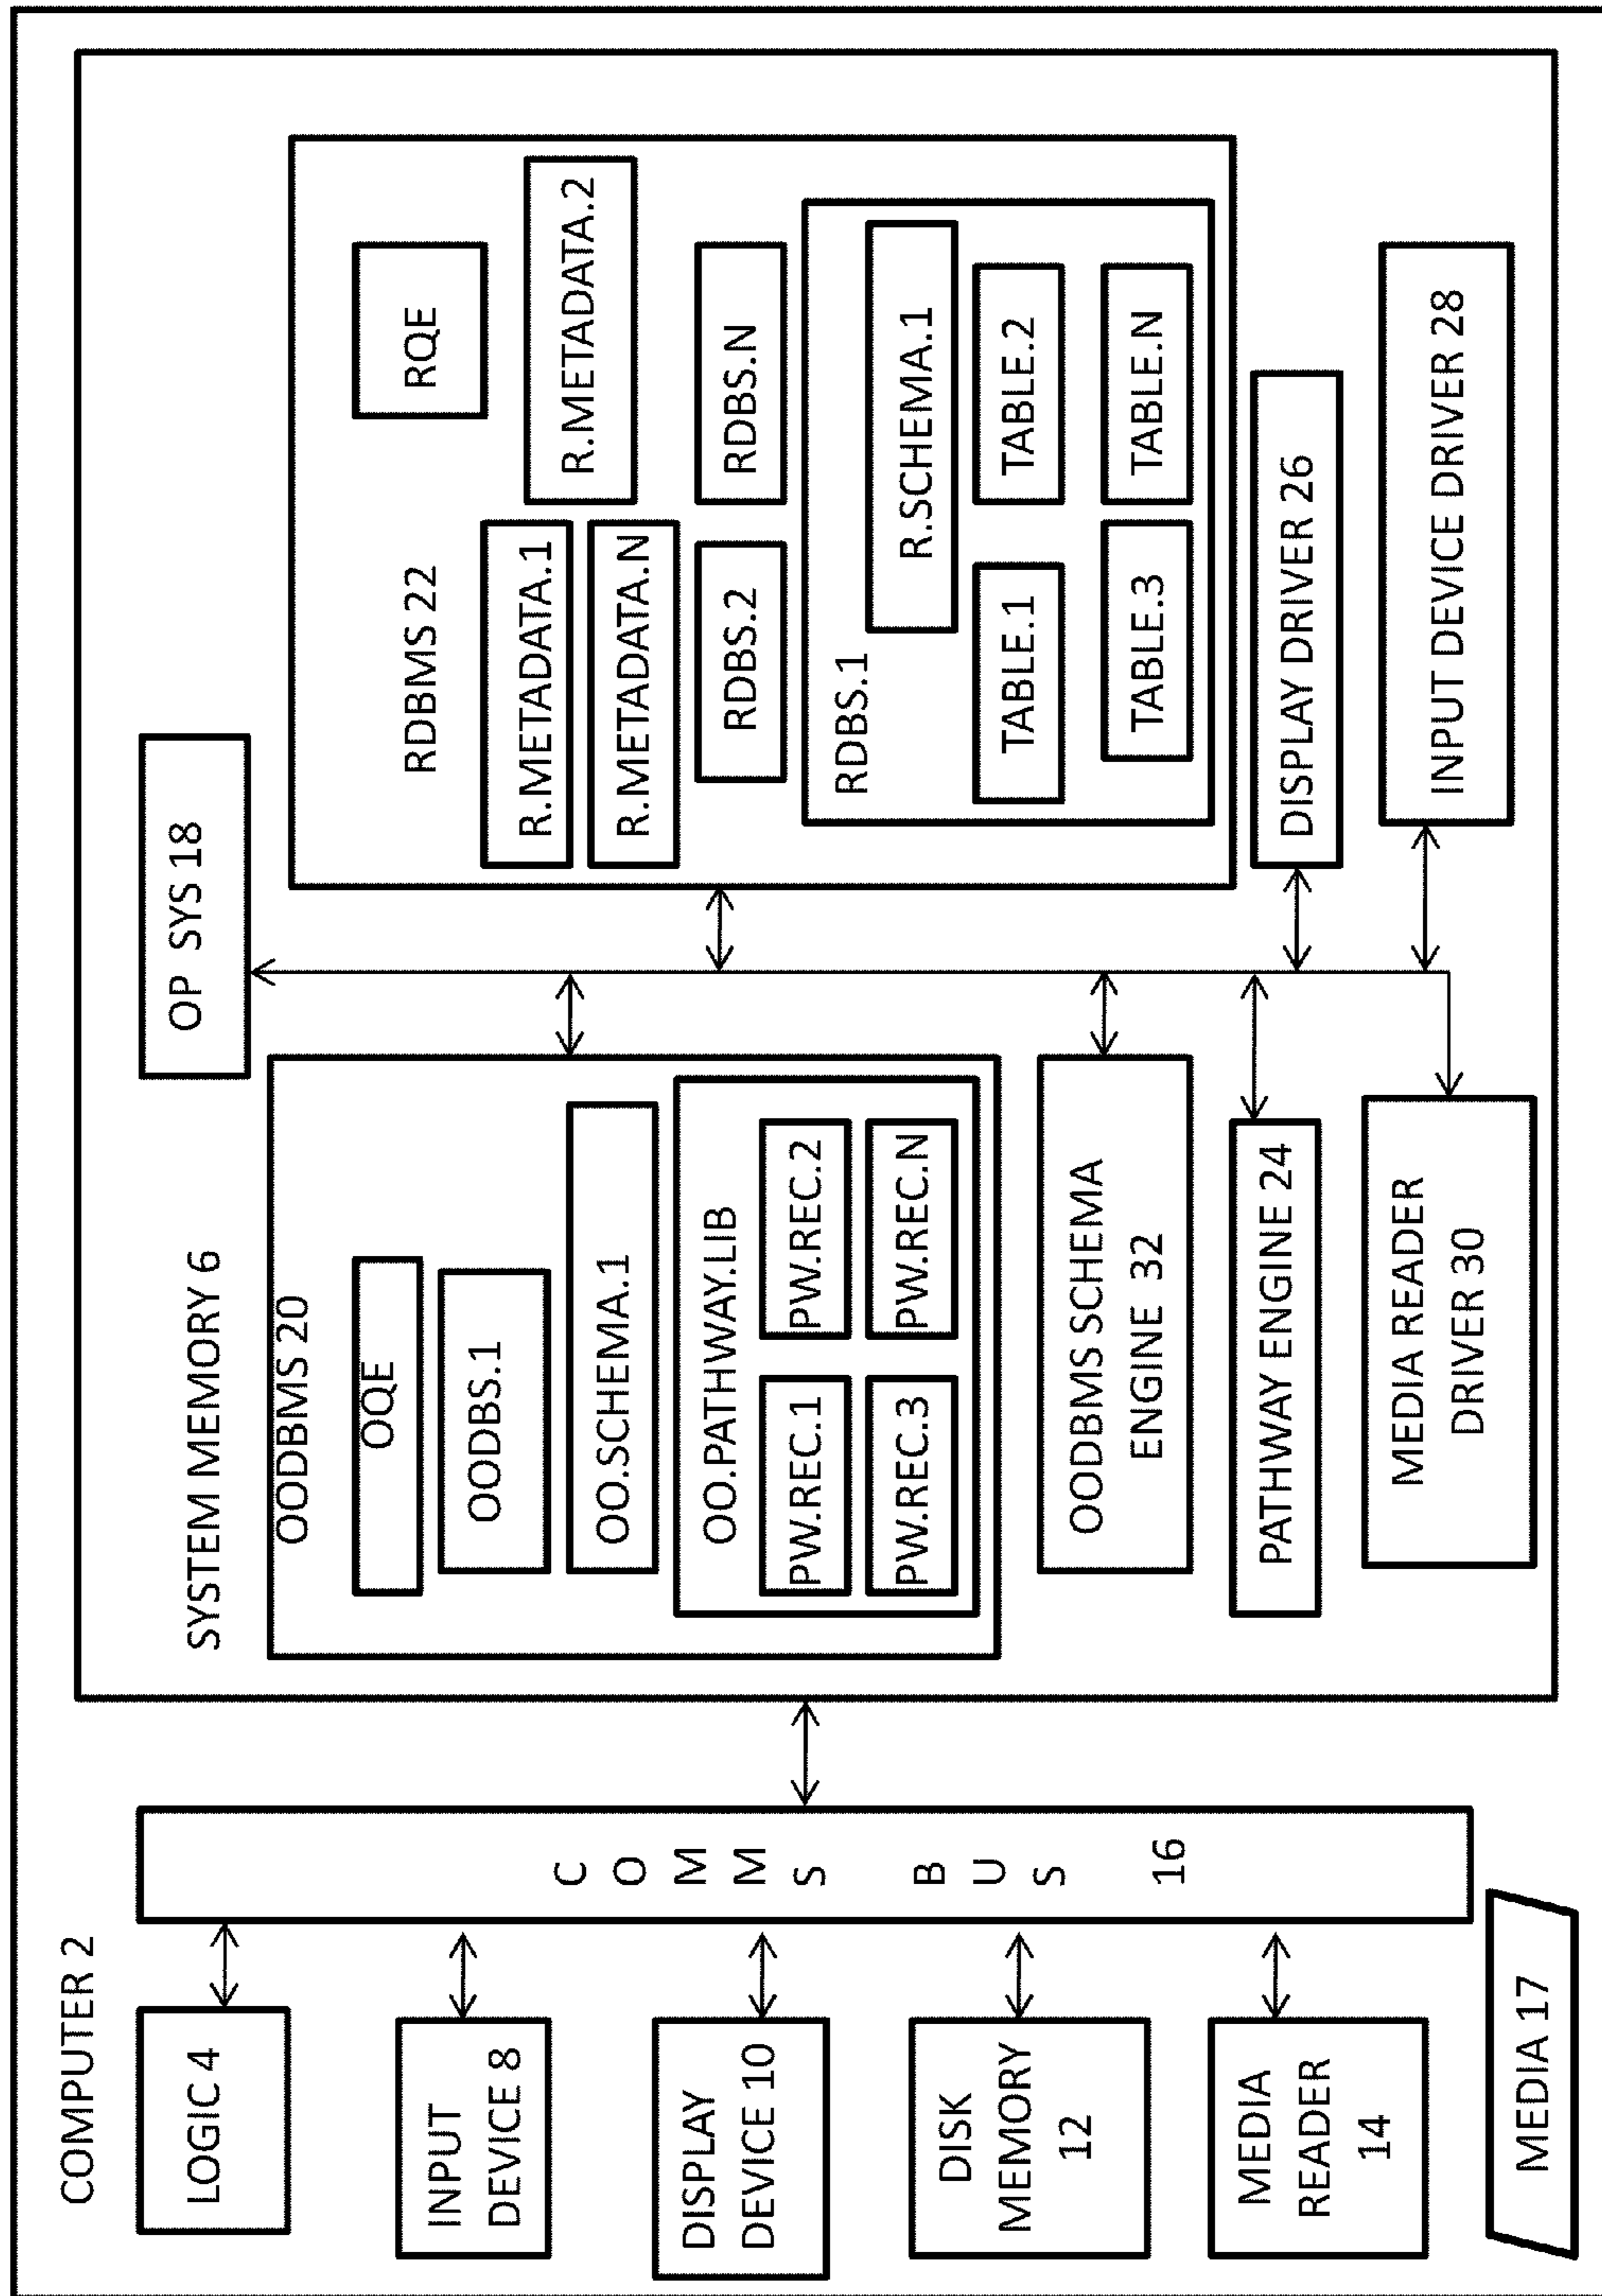 COMPUTER 2
LOGIC 4
INPUT
DEVICE 8
DISPLAY
DEVICE 10
DISK
MEMORY
12
MEDIA
READER
14
MEDIA 17
C
O
M
M
S
B
U
S
16
SYSTEM MEMORY 6
OP SYS 18
OODBMS 20
OQE
OODBS.1
OO.SCHEMA.1
OO.PATHWAY.LIB
PW.REC.1
PW.REC.2
PW.REC.3
PW.REC.N
OODBMS SCHEMA
ENGINE 32
PATHWAY ENGINE 24
MEDIA READER
DRIVER 30
RDBMS 22
RQE
R.METADATA.1
R.METADATA.2
R.METADATA.N
RDBS.2
RDBS.N
RDBS.1
R.SCHEMA.1
TABLE.1
TABLE.2
TABLE.3
TABLE.N
DISPLAY DRIVER 26
INPUT DEVICE DRIVER 28